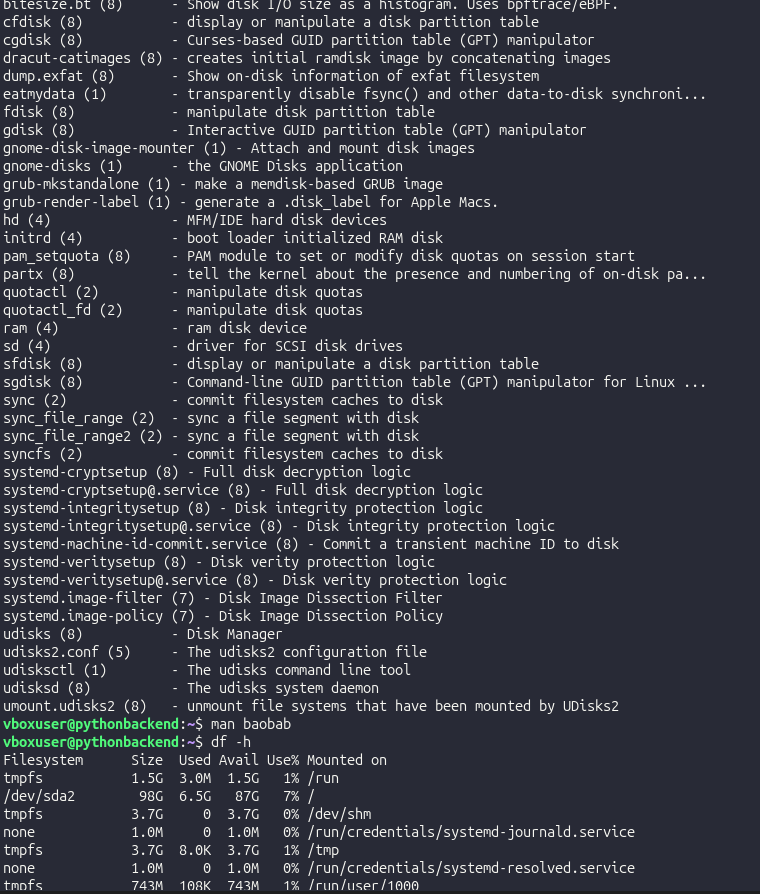 bitesize.bt (8)      - Show disk I/O size as a histogram. Uses bpftrace/eBPF.
cfdisk (8)           - display or manipulate a disk partition table
cgdisk (8)           - Curses-based GUID partition table (GPT) manipulator
dracut-catimages (8) - creates initial ramdisk image by concatenating images
dump.exfat (8)       - Show on-disk information of exfat filesystem
eatmydata (1)        - transparently disable fsync() and other data-to-disk synchroni...
fdisk (8)            - manipulate disk partition table
gdisk (8)            - Interactive GUID partition table (GPT) manipulator
gnome-disk-image-mounter (1) - Attach and mount disk images
gnome-disks (1)      - the GNOME Disks application
grub-mkstandalone (1) - make a memdisk-based GRUB image
grub-render-label (1) - generate a .disk_label for Apple Macs.
hd (4)               - MFM/IDE hard disk devices
initrd (4)           - boot loader initialized RAM disk
pam_setquota (8)     - PAM module to set or modify disk quotas on session start
partx (8)            - tell the kernel about the presence and numbering of on-disk pa...
quotactl (2)         - manipulate disk quotas
quotactl_fd (2)      - manipulate disk quotas
ram (4)              - ram disk device
sd (4)               - driver for SCSI disk drives
sfdisk (8)           - display or manipulate a disk partition table
sgdisk (8)           - Command-line GUID partition table (GPT) manipulator for Linux ...
sync (2)             - commit filesystem caches to disk
sync_file_range (2)  - sync a file segment with disk
sync_file_range2 (2) - sync a file segment with disk
syncfs (2)           - commit filesystem caches to disk
systemd-cryptsetup (8) - Full disk decryption logic
systemd-cryptsetup@.service (8) - Full disk decryption logic
systemd-integritysetup (8) - Disk integrity protection logic
systemd-integritysetup@.service (8) - Disk integrity protection logic
systemd-machine-id-commit.service (8) - Commit a transient machine ID to disk
systemd-veritysetup (8) - Disk verity protection logic
systemd-veritysetup@.service (8) - Disk verity protection logic
systemd.image-filter (7) - Disk Image Dissection Filter
systemd.image-policy (7) - Disk Image Dissection Policy
udisks (8)           - Disk Manager
udisks2.conf (5)     - The udisks2 configuration file
udisksctl (1)        - The udisks command line tool
udisksd (8)          - The udisks system daemon
umount.udisks2 (8)   - unmount file systems that have been mounted by UDisks2
vboxuser@pythonbackend:~$ man baobab
vboxuser@pythonbackend:~$ df -h
Filesystem      Size  Used Avail Use% Mounted on
tmpfs           1.5G  3.0M  1.5G   1% /run
/dev/sda2        98G  6.5G   87G   7% /
tmpfs           3.7G     0  3.7G   0% /dev/shm
none            1.0M     0  1.0M   0% /run/credentials/systemd-journald.service
tmpfs           3.7G  8.0K  3.7G   1% /tmp
none            1.0M     0  1.0M   0% /run/credentials/systemd-resolved.service
tmpfs           743M  108K  743M   1% /run/user/1000